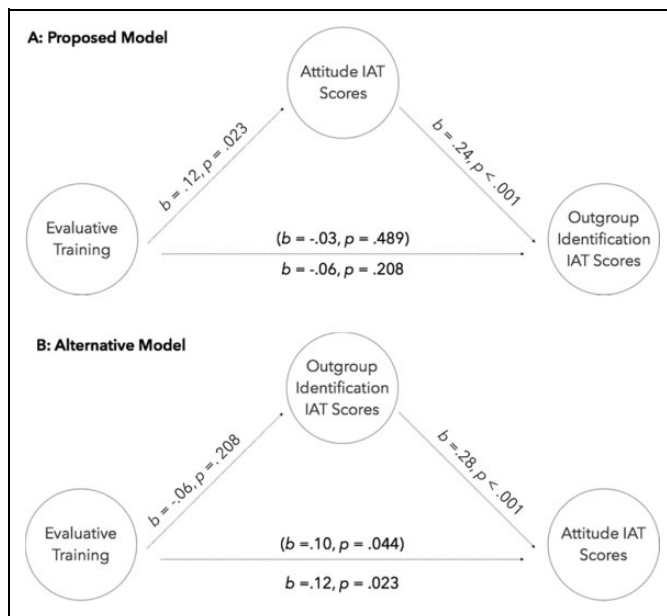 A: Proposed Model
Attitude IAT
Scores
b = .12, p = .023
b = .24, p < .001
Evaluative
Training
(b = -.03, p = .489)
b = -.06, p = .208
Outgroup
Identification
IAT Scores
B: Alternative Model
Outgroup
Identification
IAT Scores
b = -.06, p = .208
b =.28, p < .001
Evaluative
Training
(b =.10, p = .044)
b =.12, p = .023
Attitude IAT
Scores